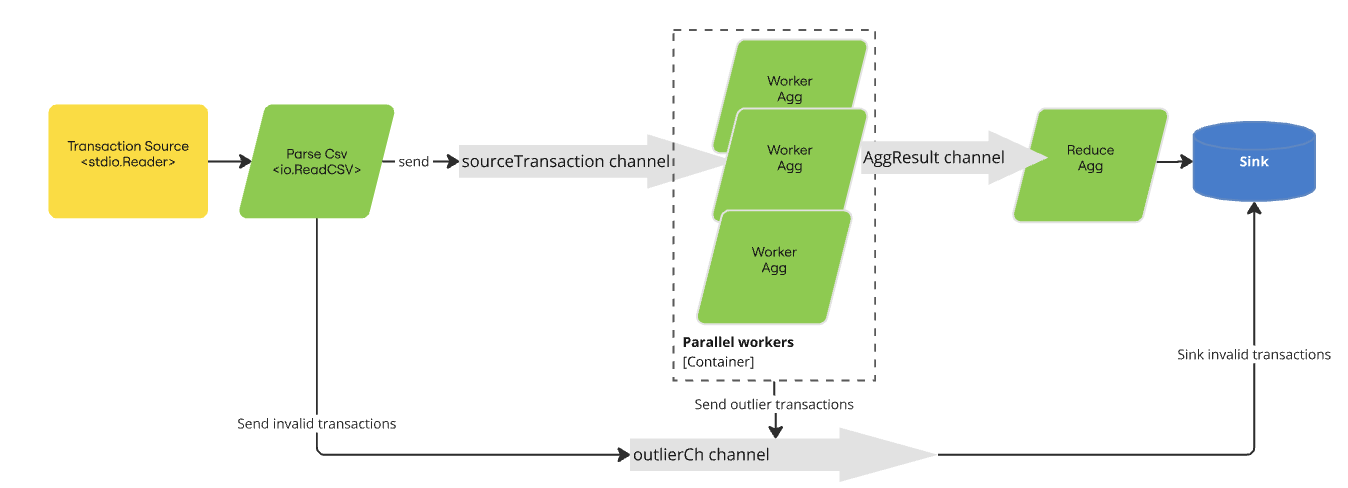 Transaction Source
<stdio.Reader>
Parse Csv
<io.ReadCSV>
send
sourceTransaction channel
Worker
Agg
Worker
Agg
Worker
Agg
Parallel workers
[Container]
AggResult channel
Reduce
Agg
Sink
Send invalid transactions
Send outlier transactions
outlierCh channel
Sink invalid transactions